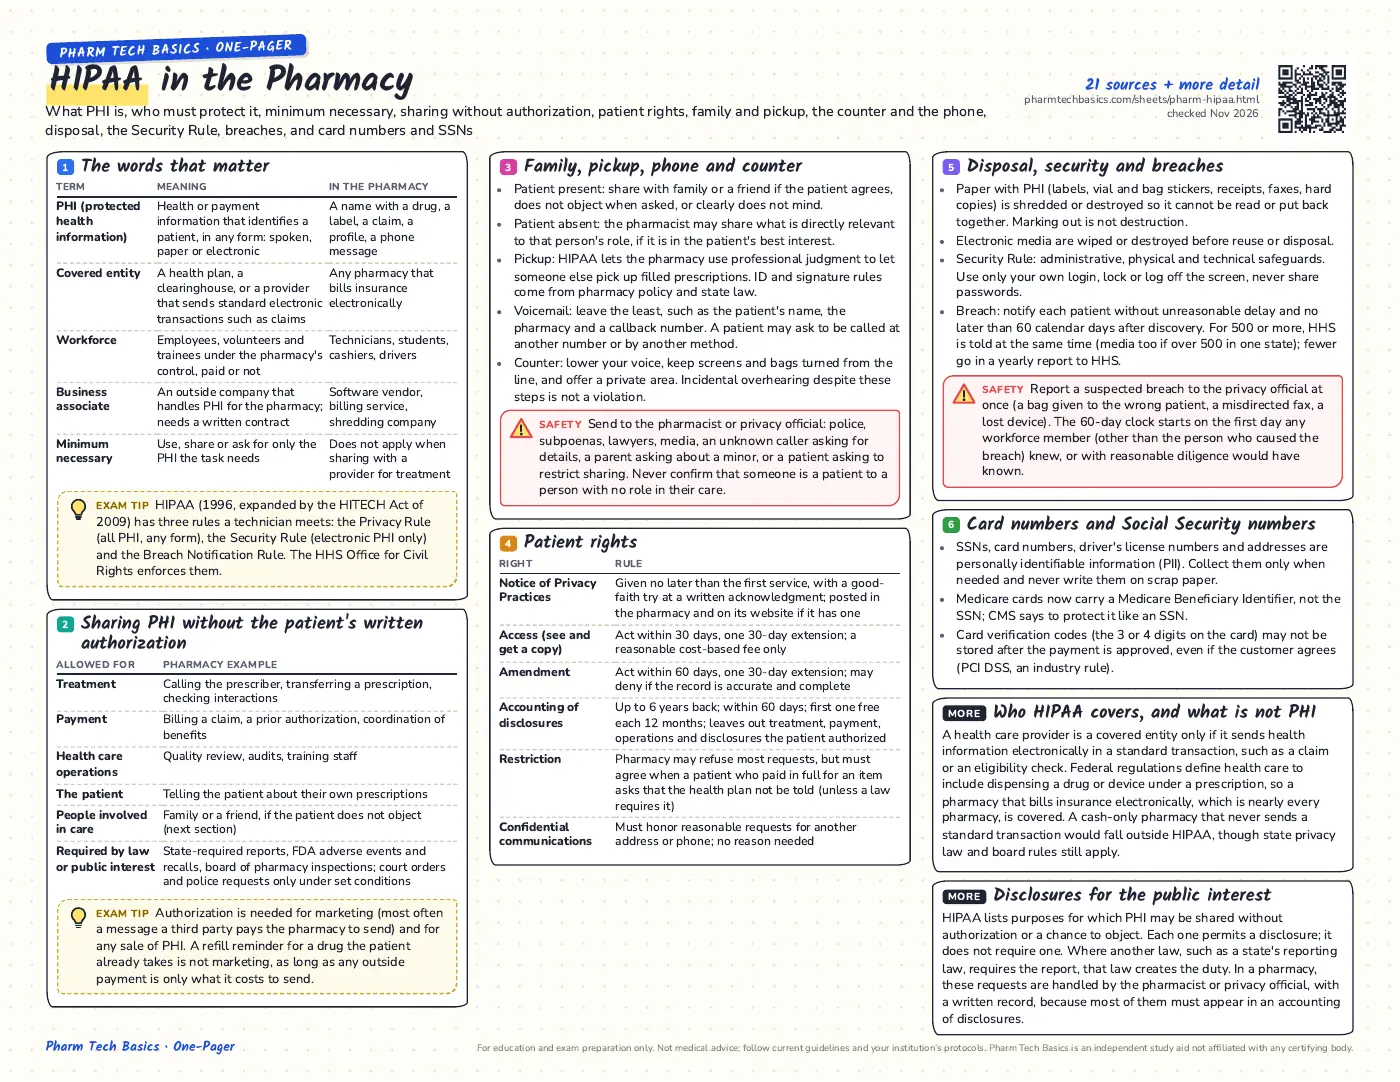 PHARM TECH BASICS · ONE-PAGER
HIPAA in the Pharmacy
What PHI is, who must protect it, minimum necessary, sharing without authorization, patient rights, family and pickup, the counter and the phone,
disposal, the Security Rule, breaches, and card numbers and SSNs
21 sources + more detail
pharmtechbasics.com/sheets/pharm-hipaa.html
checked Nov 2026
1 The words that matter
TERM MEANING IN THE PHARMACY
PHI (protected health information) Health or payment information that identifies a patient, in any form: spoken, paper or electronic A name with a drug, a label, a claim, a profile, a phone message
Covered entity A health plan, a clearinghouse, or a provider that sends standard electronic transactions such as claims Any pharmacy that bills insurance electronically
Workforce Employees, volunteers and trainees under the pharmacy's control, paid or not Technicians, students, cashiers, drivers
Business associate An outside company that handles PHI for the pharmacy; needs a written contract Software vendor, billing service, shredding company
Minimum necessary Use, share or ask for only the PHI the task needs Does not apply when sharing with a provider for treatment
EXAM TIP HIPAA (1996, expanded by the HITECH Act of
2009) has three rules a technician meets: the Privacy Rule
(all PHI, any form), the Security Rule (electronic PHI only)
and the Breach Notification Rule. The HHS Office for Civil
Rights enforces them.
2 Sharing PHI without the patient's written
authorization
ALLOWED FOR PHARMACY EXAMPLE
Treatment Calling the prescriber, transferring a prescription,
checking interactions
Payment Billing a claim, a prior authorization, coordination of
benefits
Health care operations Quality review, audits, training staff
The patient Telling the patient about their own prescriptions
People involved in care Family or a friend, if the patient does not object
(next section)
Required by law or public interest State-required reports, FDA adverse events and
recalls, board of pharmacy inspections; court orders
and police requests only under set conditions
EXAM TIP Authorization is needed for marketing (most often
a message a third party pays the pharmacy to send) and for
any sale of PHI. A refill reminder for a drug the patient
already takes is not marketing, as long as any outside
payment is only what it costs to send.
3 Family, pickup, phone and counter
• Patient present: share with family or a friend if the patient agrees,
does not object when asked, or clearly does not mind.
• Patient absent: the pharmacist may share what is directly relevant
to that person's role, if it is in the patient's best interest.
• Pickup: HIPAA lets the pharmacy use professional judgment to let
someone else pick up filled prescriptions. ID and signature rules
come from pharmacy policy and state law.
• Voicemail: leave the least, such as the patient's name, the
pharmacy and a callback number. A patient may ask to be called at
another number or by another method.
• Counter: lower your voice, keep screens and bags turned from the
line, and offer a private area. Incidental overhearing despite these
steps is not a violation.
SAFETY Send to the pharmacist or privacy official: police,
subpoenas, lawyers, media, an unknown caller asking for
details, a parent asking about a minor, or a patient asking to
restrict sharing. Never confirm that someone is a patient to a
person with no role in their care.
4 Patient rights
RIGHT RULE
Notice of Privacy Practices Given no later than the first service, with a good-
faith try at a written acknowledgment; posted in
the pharmacy and on its website if it has one
Access (see and get a copy) Act within 30 days, one 30-day extension; a
reasonable cost-based fee only
Amendment Act within 60 days, one 30-day extension; may
deny if the record is accurate and complete
Accounting of disclosures Up to 6 years back; within 60 days; first one free
each 12 months; leaves out treatment, payment,
operations and disclosures the patient authorized
Restriction Pharmacy may refuse most requests, but must
agree when a patient who paid in full for an item
asks that the health plan not be told (unless a law
requires it)
Confidential communications Must honor reasonable requests for another
address or phone; no reason needed
5 Disposal, security and breaches
• Paper with PHI (labels, vial and bag stickers, receipts, faxes, hard
copies) is shredded or destroyed so it cannot be read or put back
together. Marking out is not destruction.
• Electronic media are wiped or destroyed before reuse or disposal.
• Security Rule: administrative, physical and technical safeguards.
Use only your own login, lock or log off the screen, never share
passwords.
• Breach: notify each patient without unreasonable delay and no
later than 60 calendar days after discovery. For 500 or more, HHS
is told at the same time (media too if over 500 in one state); fewer
go in a yearly report to HHS.
SAFETY Report a suspected breach to the privacy official at
once (a bag given to the wrong patient, a misdirected fax, a
lost device). The 60-day clock starts on the first day any
workforce member (other than the person who caused the
breach) knew, or with reasonable diligence would have
known.
6 Card numbers and Social Security numbers
• SSNs, card numbers, driver's license numbers and addresses are
personally identifiable information (PII). Collect them only when
needed and never write them on scrap paper.
• Medicare cards now carry a Medicare Beneficiary Identifier, not the
SSN; CMS says to protect it like an SSN.
• Card verification codes (the 3 or 4 digits on the card) may not be
stored after the payment is approved, even if the customer agrees
(PCI DSS, an industry rule).
MORE Who HIPAA covers, and what is not PHI
A health care provider is a covered entity only if it sends health
information electronically in a standard transaction, such as a claim
or an eligibility check. Federal regulations define health care to
include dispensing a drug or device under a prescription, so a
pharmacy that bills insurance electronically, which is nearly every
pharmacy, is covered. A cash-only pharmacy that never sends a
standard transaction would fall outside HIPAA, though state privacy
law and board rules still apply.
MORE Disclosures for the public interest
HIPAA lists purposes for which PHI may be shared without
authorization or a chance to object. Each one permits a disclosure; it
does not require one. Where another law, such as a state's reporting
law, requires the report, that law creates the duty. In a pharmacy,
these requests are handled by the pharmacist or privacy official, with
a written record, because most of them must appear in an accounting
of disclosures.
Pharm Tech Basics · One-Pager
For education and exam preparation only. Not medical advice; follow current guidelines and your institution's protocols. Pharm Tech Basics is an independent study aid not affiliated with any certifying body.